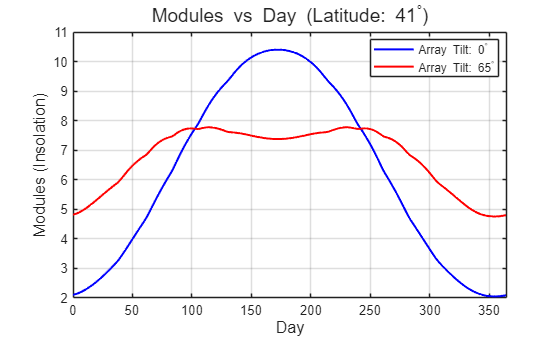 Modules vs Day (Latitude: 41°)
Array Tilt: 0°
Array Tilt: 65°
Modules (Insolation)
11
10
9
8
7
6
5
4
3
2
0 50 100 150 200 250 300 350
Day